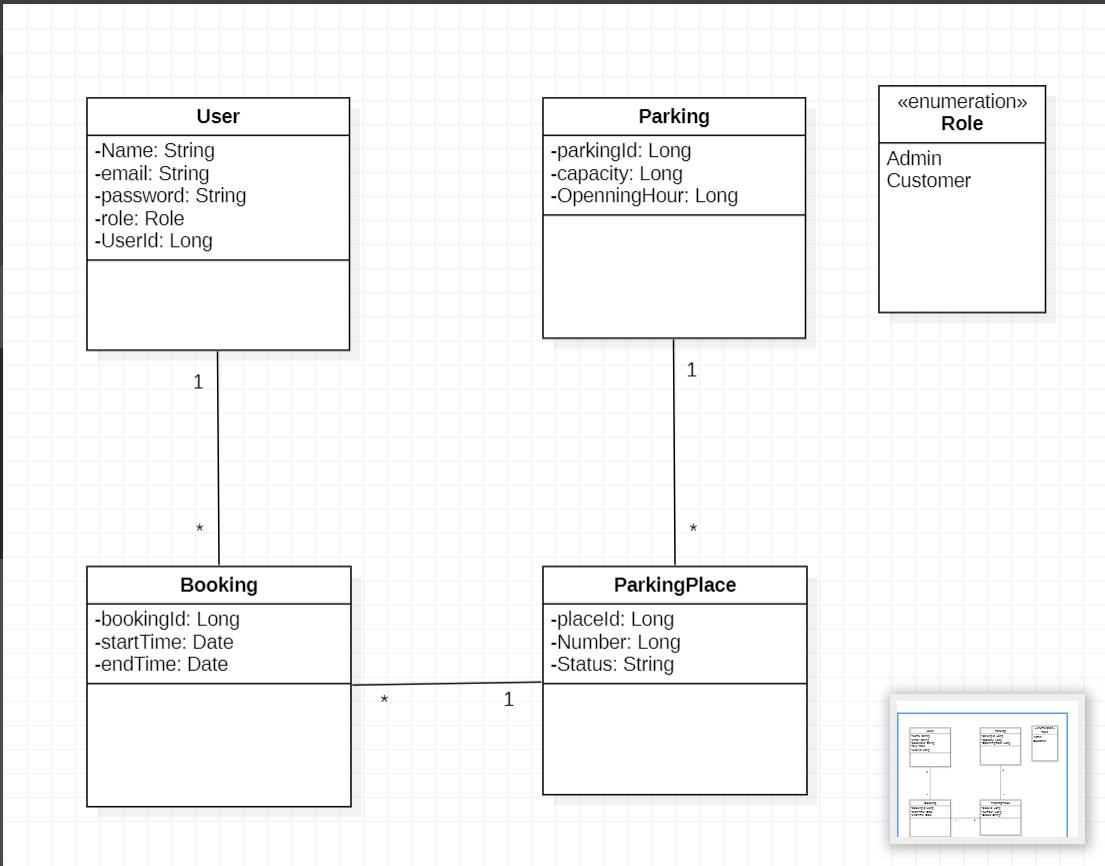 User
-Name: String
-email: String
-password: String
-role: Role
-UserId: Long
Parking
-parkingId: Long
-capacity: Long
-OpenningHour: Long
«enumeration»
Role
Admin
Customer
1
*
1
*
Booking
-bookingId: Long
-startTime: Date
-endTime: Date
*
1
ParkingPlace
-placeId: Long
-Number: Long
-Status: String